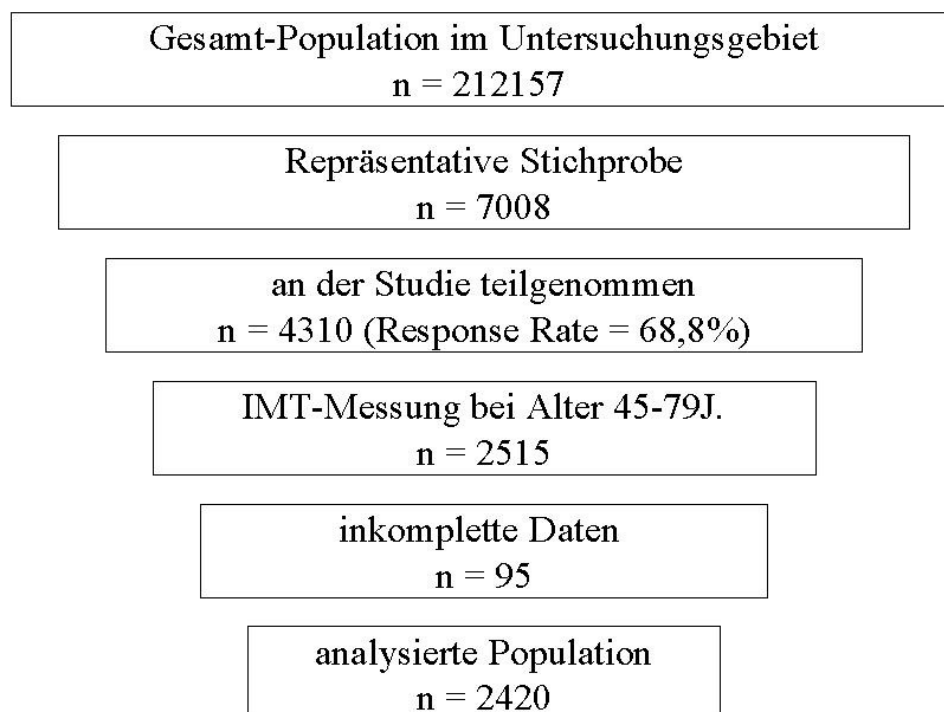 Gesamt-Population im Untersuchungsgebiet
n = 212157
Repräsentative Stichprobe
n = 7008
an der Studie teilgenommen
n = 4310 (Response Rate = 68,8%)
IMT-Messung bei Alter 45-79J.
n = 2515
inkomplette Daten
n = 95
analysierte Population
n = 2420